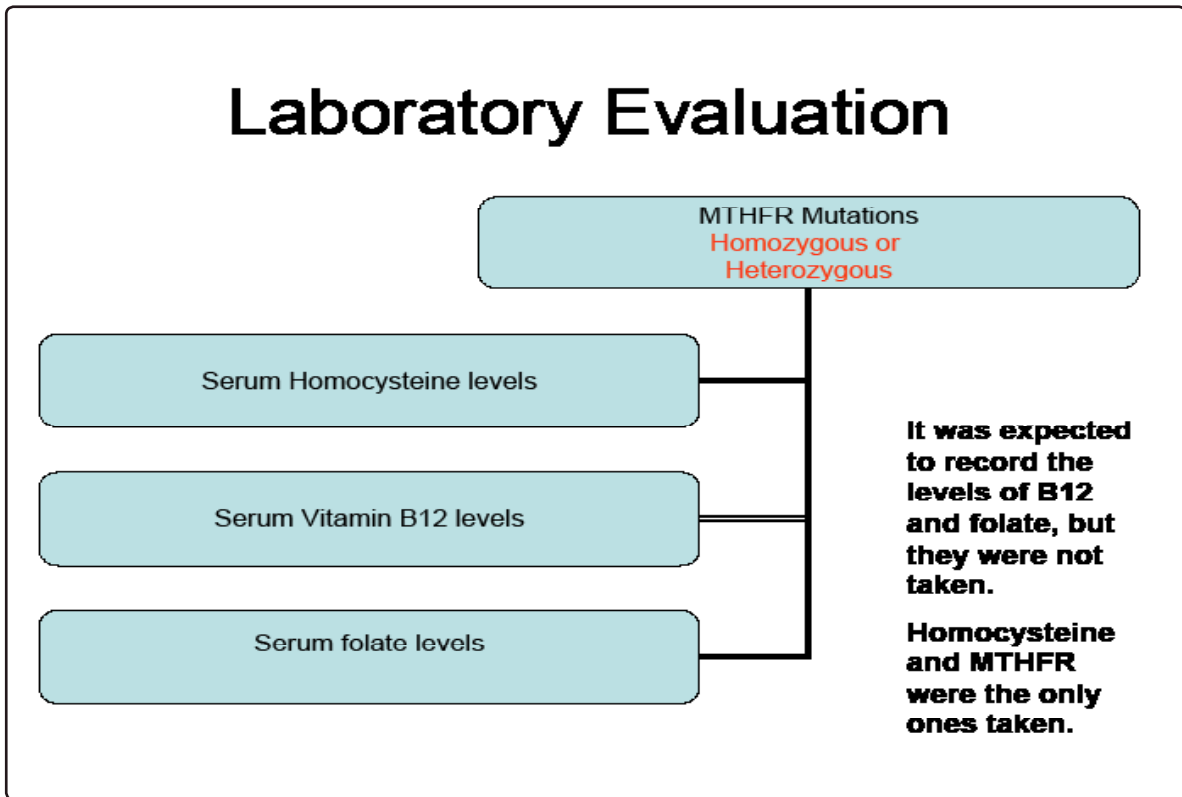 Laboratory Evaluation
MTHFR Mutations
Homozygous or
Heterozygous
Serum Homocysteine levels
Serum Vitamin B12 levels
Serum folate levels
It was expected
to record the
levels of B12
and folate, but
they were not
taken.
Homocysteine
and MTHFR
were the only
ones taken.